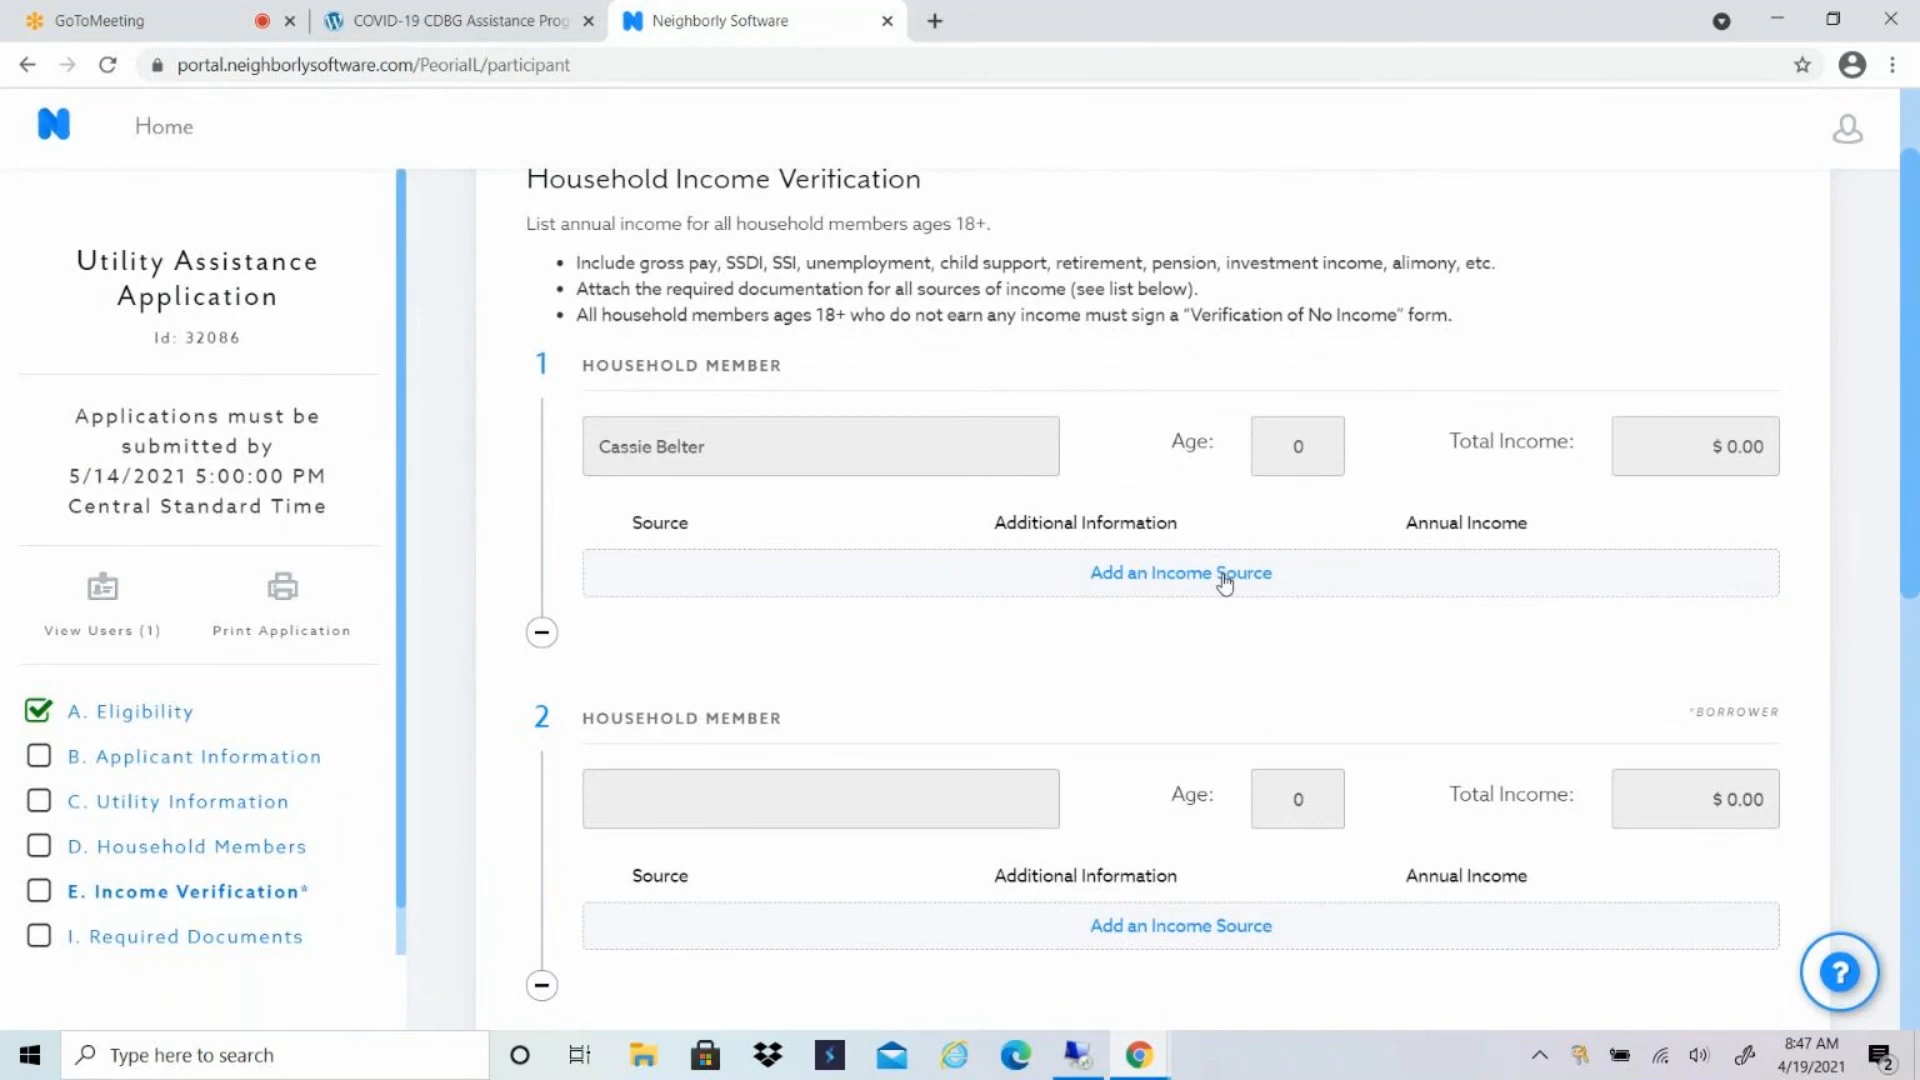 GoToMeeting
COVID-19 CDBG Assistance Prog
Neighborly Software
portal.neighborlysoftware.com/PeoriaIL/participant
Home
Utility Assistance
Application
Id: 32086
Applications must be
submitted by
5/14/2021 5:00:00 PM
Central Standard Time
View Users (1)
Print Application
A. Eligibility
B. Applicant Information
C. Utility Information
D. Household Members
E. Income Verification*
I. Required Documents
Household Income Verification
List annual income for all household members ages 18+.
• Include gross pay, SSDI, SSI, unemployment, child support, retirement, pension, investment income, alimony, etc.
• Attach the required documentation for all sources of income (see list below).
• All household members ages 18+ who do not earn any income must sign a "Verification of No Income" form.
1 HOUSEHOLD MEMBER
Cassie Belter Age: 0 Total Income: $ 0.00
Source Additional Information Annual Income
Add an Income Source
2 HOUSEHOLD MEMBER *BORROWER
Age: 0 Total Income: $ 0.00
Source Additional Information Annual Income
Add an Income Source
?
Type here to search
8:47 AM
4/19/2021
2